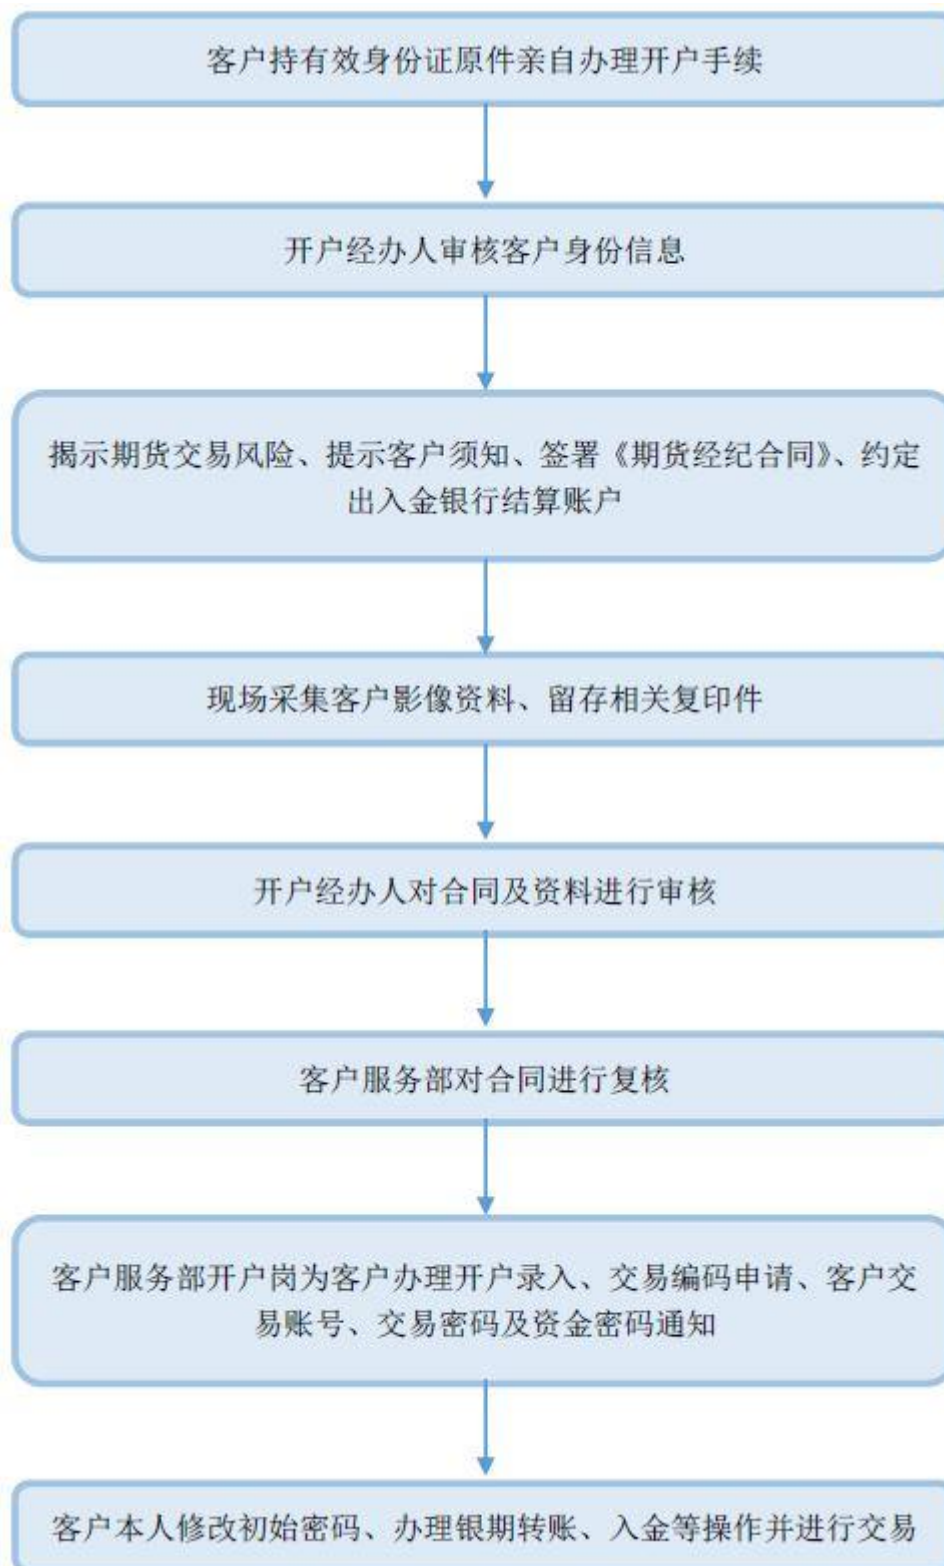 客户持有效身份证原件亲自办理开户手续
开户经办人审核客户身份信息
揭示期货交易风险、提示客户须知、签署《期货经纪合同》、约定
出入金银行结算账户
现场采集客户影像资料、留存相关复印件
开户经办人对合同及资料进行审核
客户服务部对合同进行复核
客户服务部开户岗为客户办理开户录入、交易编码申请、客户交
易账号、交易密码及资金密码通知
客户本人修改初始密码、办理银期转账、入金等操作并进行交易